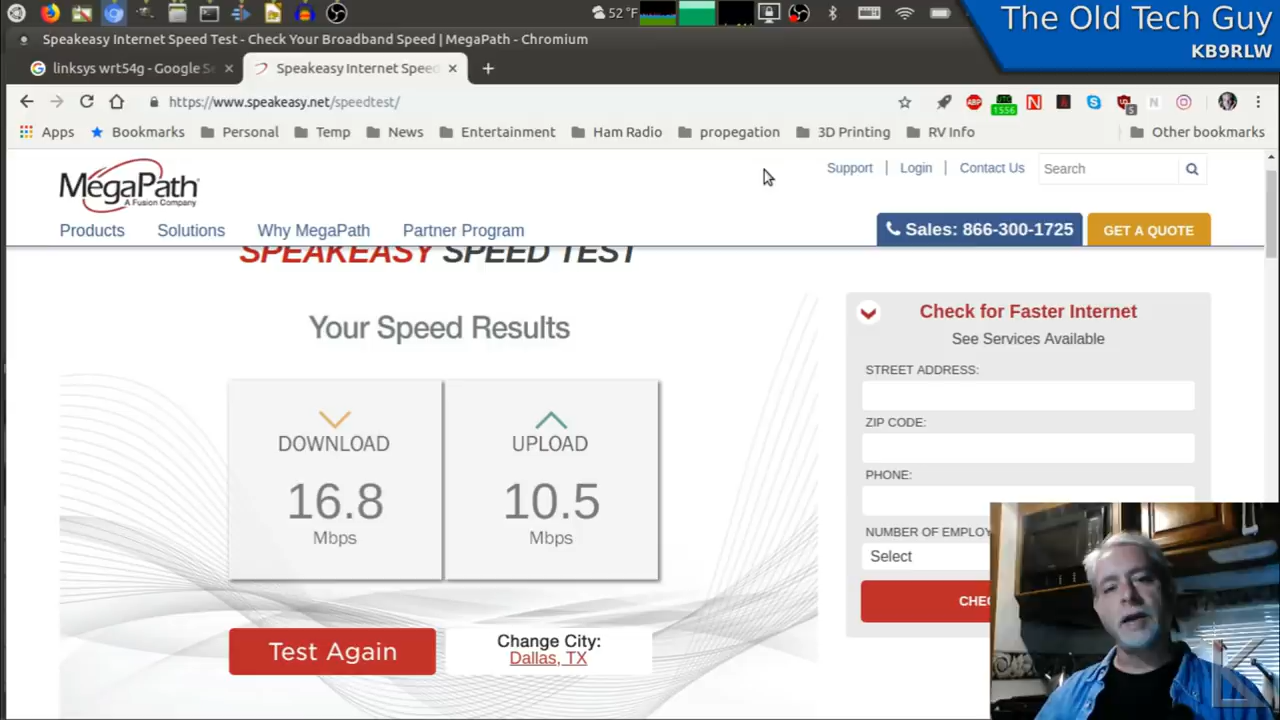 52 °F
The Old Tech Guy
KB9RLW
Speakeasy Internet Speed Test - Check Your Broadband Speed | MegaPath - Chromium
linksys wrt54g - Google Se
Speakeasy Internet Speed
https://www.speakeasy.net/speedtest/
ABP
1556
N
5
N
Apps
Bookmarks
Personal
Temp
News
Entertainment
Ham Radio
propegation
3D Printing
RV Info
Other bookmarks
MegaPath
A Fusion Company
Support | Login | Contact Us
Search
Products
Solutions
Why MegaPath
Partner Program
Sales: 866-300-1725
GET A QUOTE
SPEAKEASY SPEED TEST
Your Speed Results
DOWNLOAD
16.8
Mbps
UPLOAD
10.5
Mbps
Test Again
Change City:
Dallas, TX
Check for Faster Internet
See Services Available
STREET ADDRESS:
ZIP CODE:
PHONE:
NUMBER OF EMPLOY
Select
CHEC
K